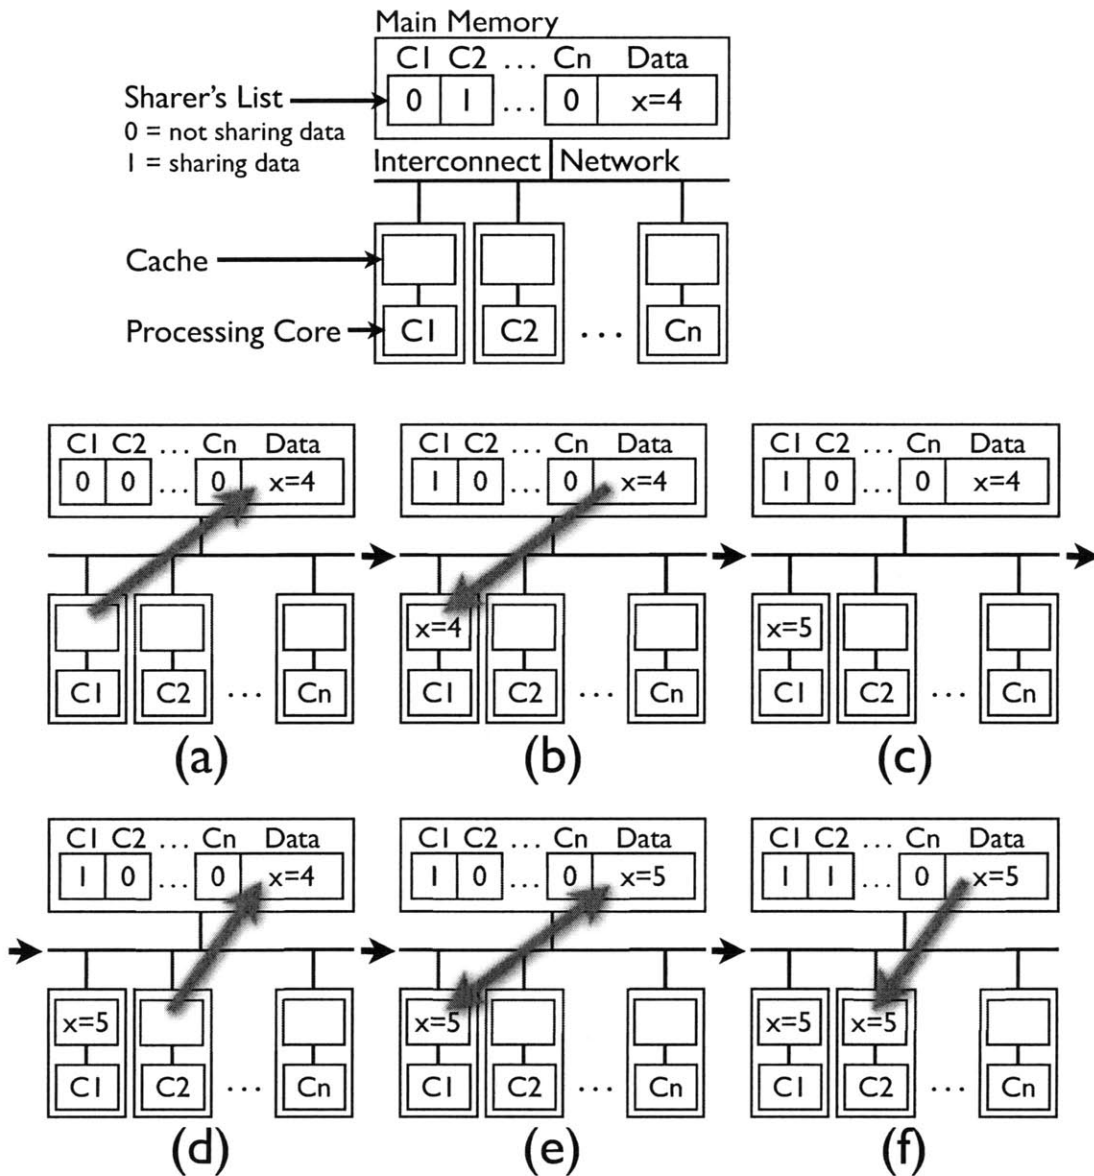 Main Memory
C1 C2 ... Cn Data
Sharer's List 0 1 ... 0 x=4
0 = not sharing data
1 = sharing data
Interconnect Network
Cache
Processing Core C1 C2 ... Cn
C1 C2 ... Cn Data C1 C2 ... Cn Data C1 C2 ... Cn Data
0 0 ... 0 x=4 1 0 ... 0 x=4 1 0 ... 0 x=4
x=4 x=5
C1 C2 ... Cn C1 C2 ... Cn C1 C2 ... Cn
(a) (b) (c)
C1 C2 ... Cn Data C1 C2 ... Cn Data C1 C2 ... Cn Data
1 0 ... 0 x=4 1 0 ... 0 x=5 1 1 ... 0 x=5
x=5 x=5 x=5 x=5
C1 C2 ... Cn C1 C2 ... Cn C1 C2 ... Cn
(d) (e) (f)